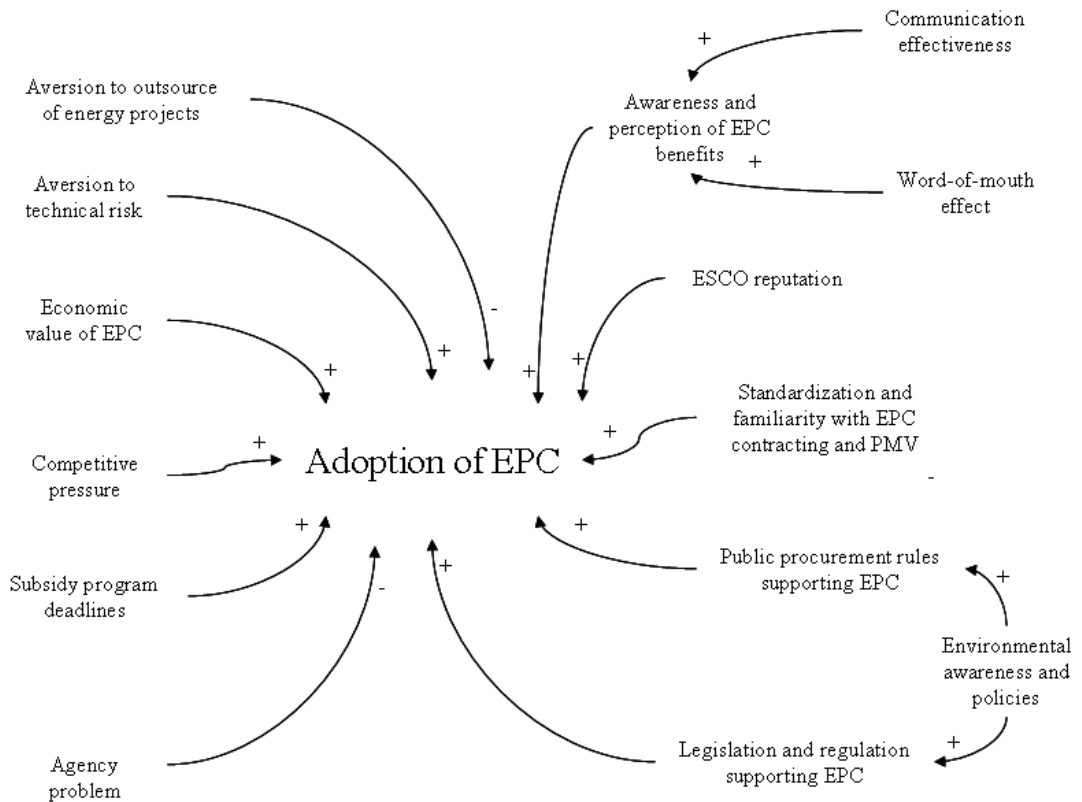 Communication
effectiveness
+
Aversion to outsource
of energy projects
Awareness and
perception of EPC
benefits
+
Word-of-mouth
effect
Aversion to
technical risk
ESCO reputation
Economic
value of EPC
-
+
+
+
+
Standardization and
familiarity with EPC
contracting and PMV
+
+
Adoption of EPC
Competitive
pressure
-
+
+
Public procurement rules
supporting EPC
+
+
Subsidy program
deadlines
-
Environmental
awareness and
policies
+
Legislation and regulation
supporting EPC
Agency
problem